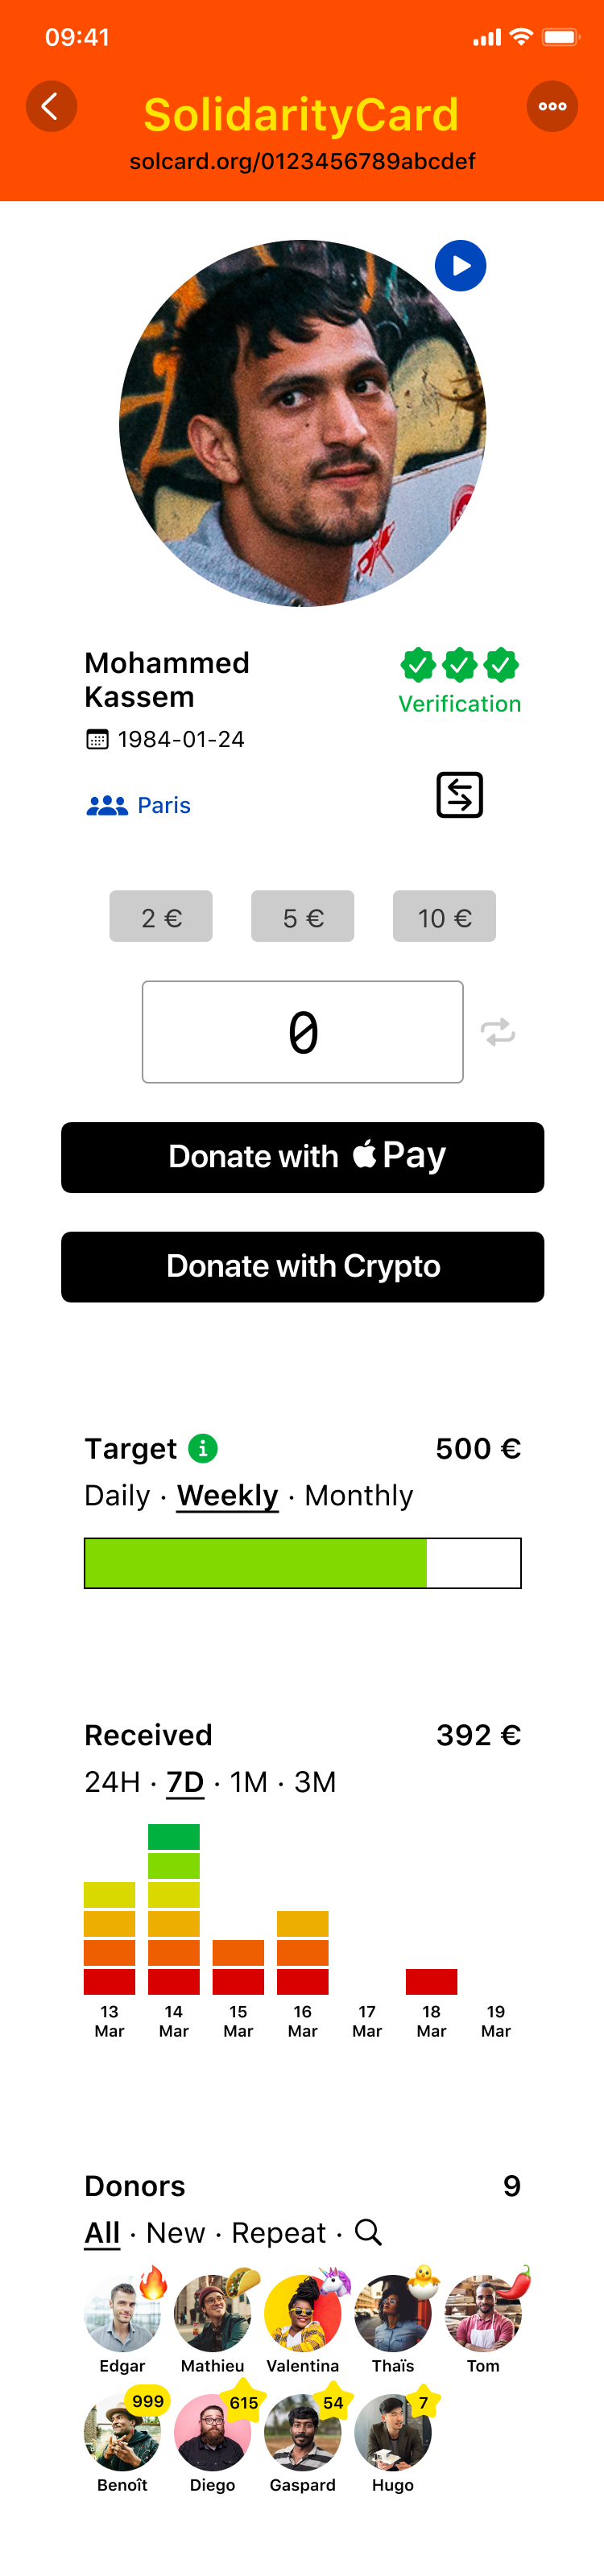 09:41
SolidarityCard
solcard.org/0123456789abcdef
Mohammed
Kassem
Verification
1984-01-24
Paris
2 €
5 €
10 €
0
Donate with Pay
Donate with Crypto
Target
500 €
Daily · Weekly · Monthly
Received
392 €
24H · 7D · 1M · 3M
13 Mar
14 Mar
15 Mar
16 Mar
17 Mar
18 Mar
19 Mar
Donors
9
All · New · Repeat ·
Edgar
Mathieu
Valentina
Thaïs
Tom
999
615
54
7
Benoît
Diego
Gaspard
Hugo